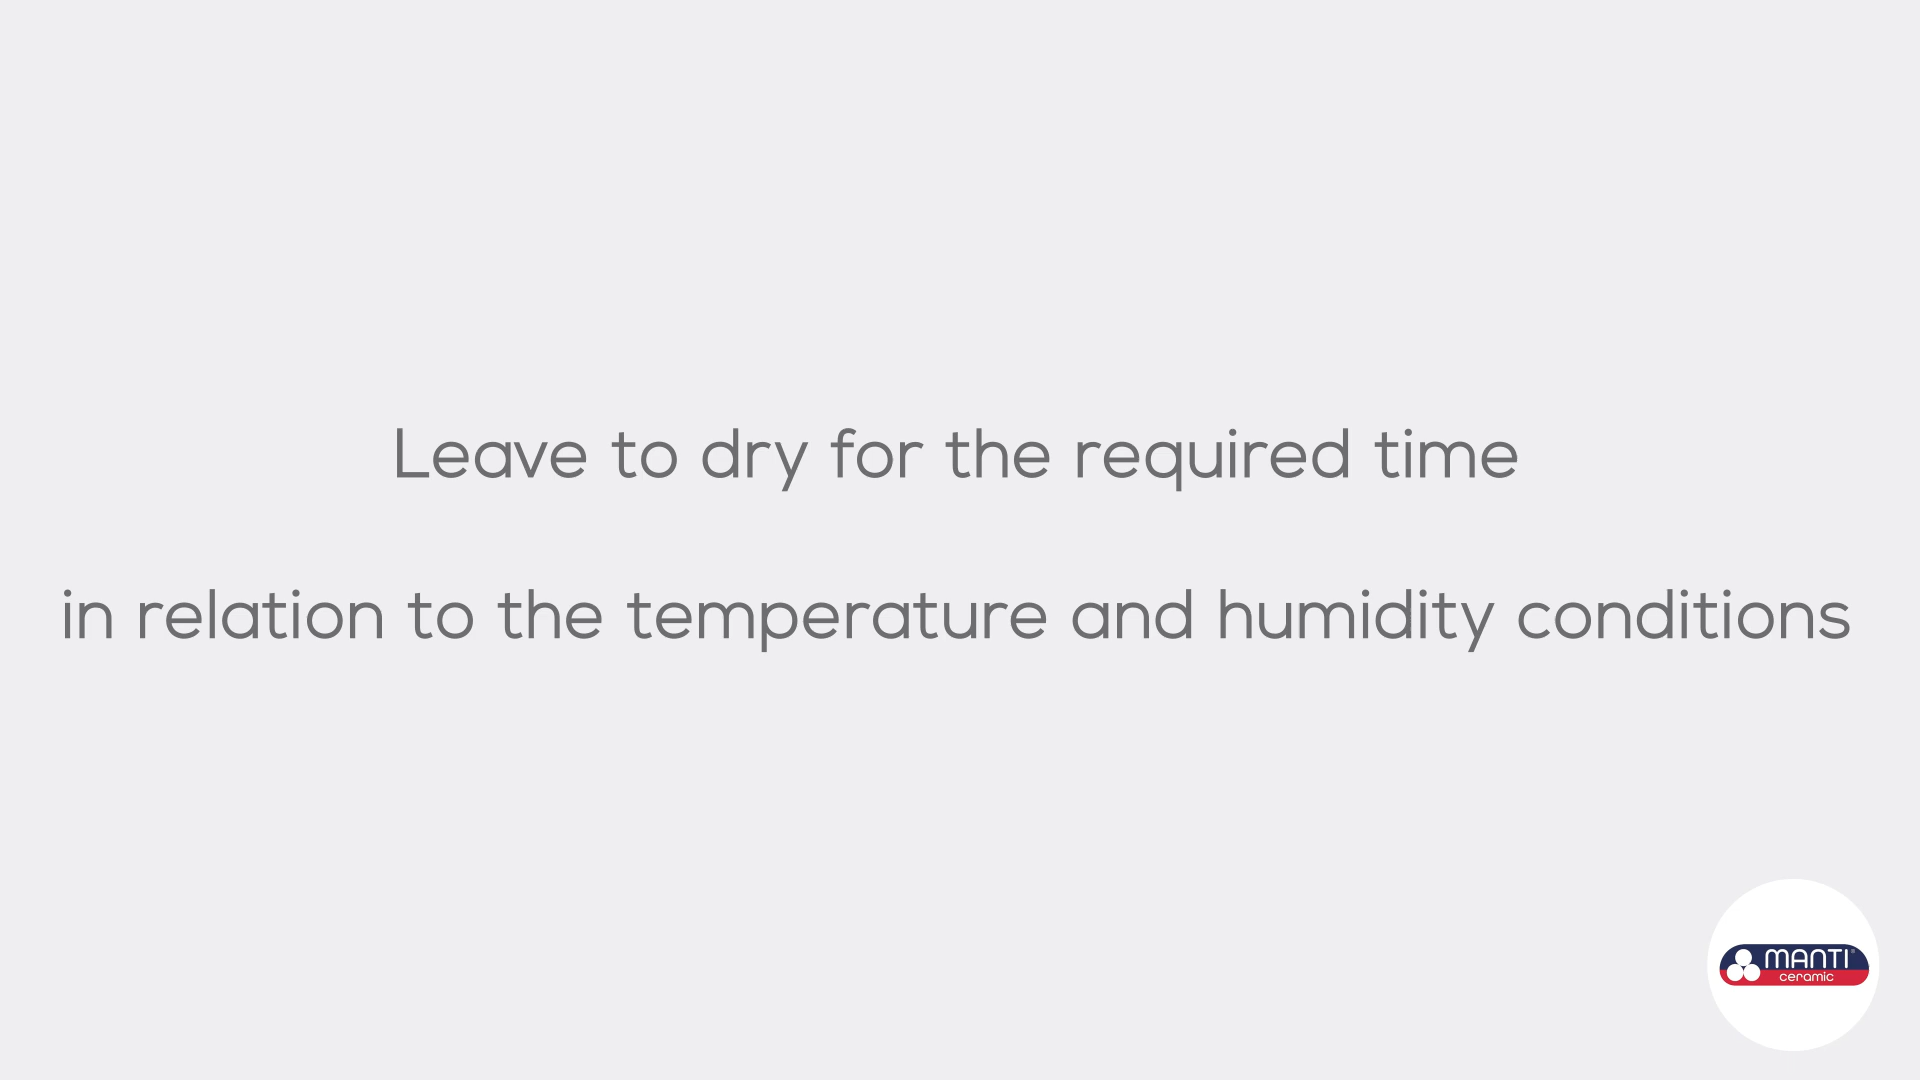 Leave to dry for the required time
in relation to the temperature and humidity conditions
MANTI
ceramic